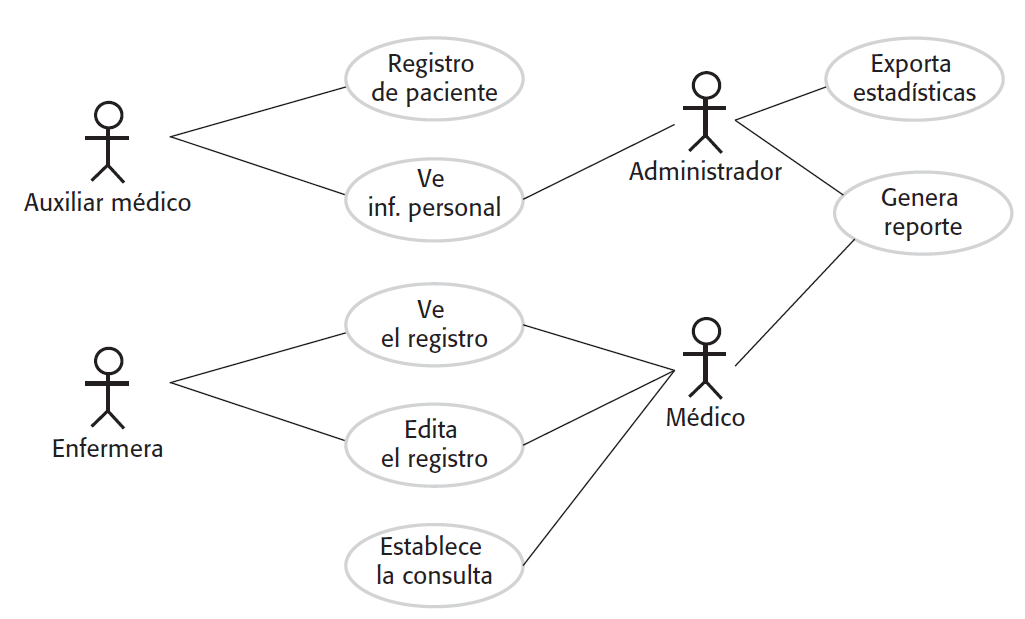 Registro
de paciente
Exporta
estadísticas
Auxiliar médico
Ve
inf. personal
Administrador
Genera
reporte
Ve
el registro
Enfermera
Edita
el registro
Médico
Establece
la consulta